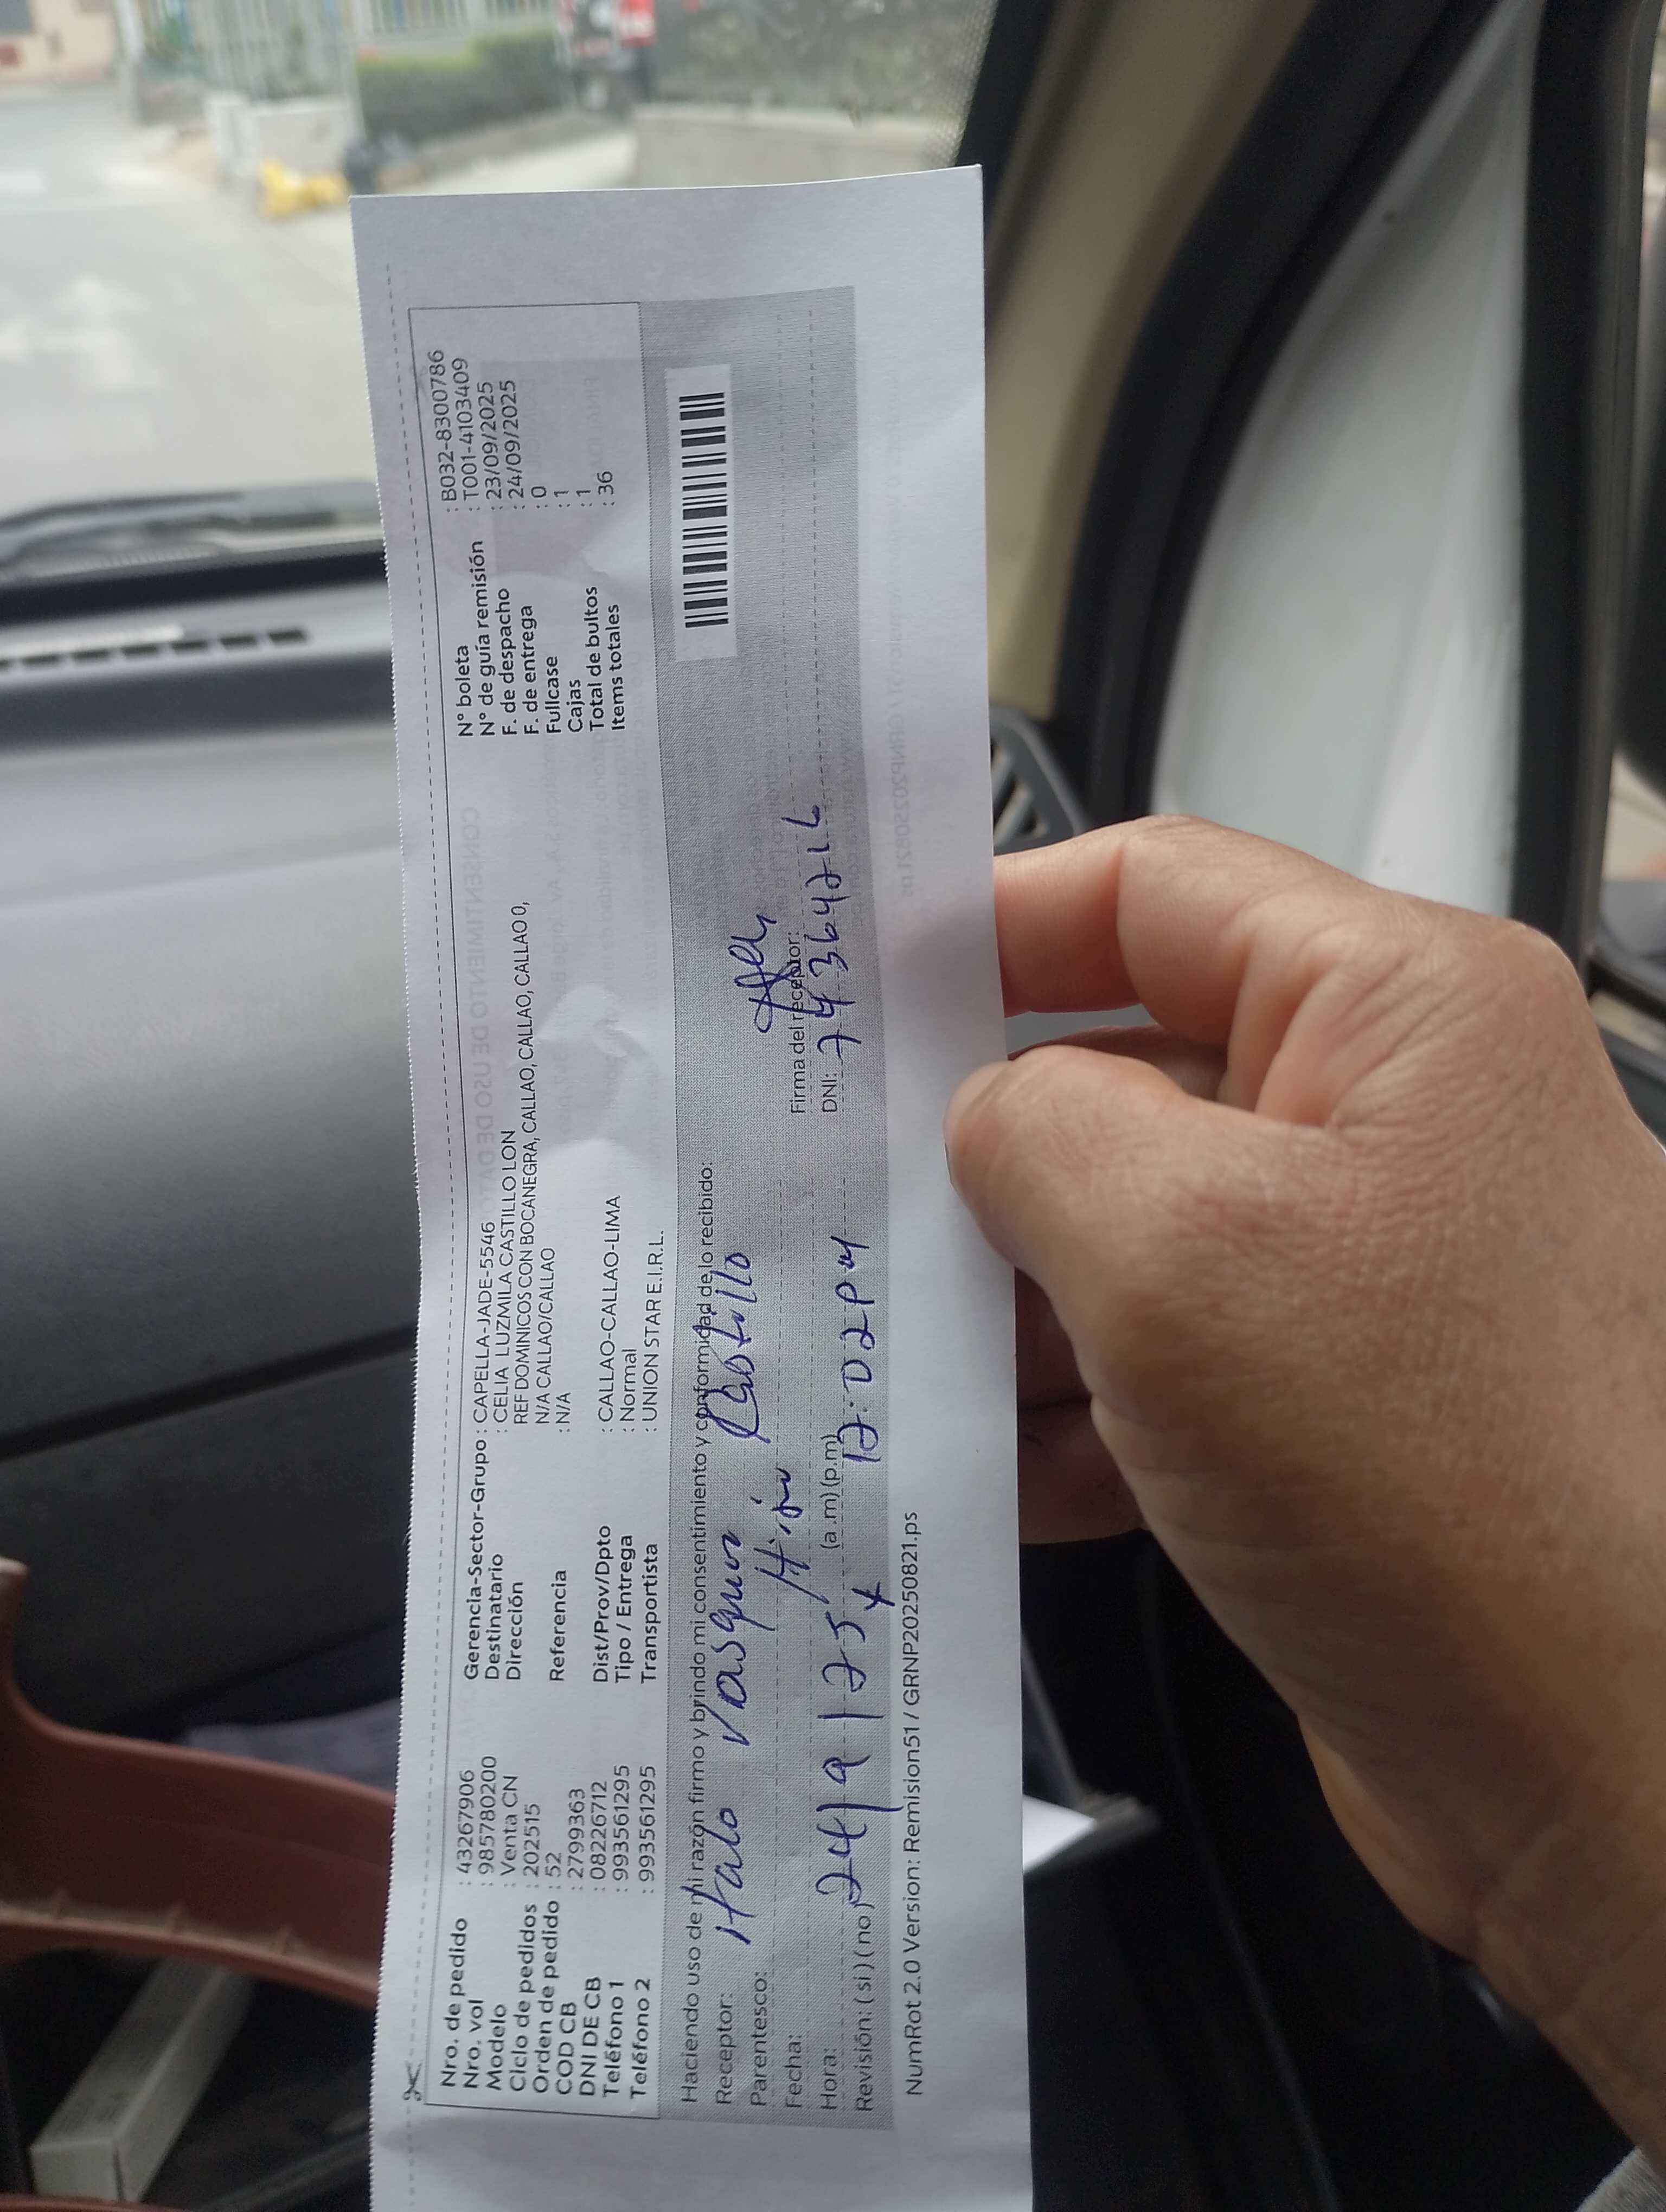 Nro. de pedido : 43267906
Nro. vol : 985780200
Modelo : Venta CN
Ciclo de pedidos : 202515
Orden de pedido : 52
COD CB : 2799363
DNI DE CB : 08226712
Teléfono 1 : 993561295
Teléfono 2 : 993561295
Gerencia-Sector-Grupo : CAPELLA-JADE-5546
Destinatario : CELIA LUZMILA CASTILLO LON
Dirección REF DOMINICOS CON BOCANEGRA, CALLAO, CALLAO, CALLAO 0,
N/A CALLAO/CALLAO
Referencia : N/A
Dist/Prov/Dpto : CALLAO-CALLAO-LIMA
Tipo / Entrega : Normal
Transportista : UNION STAR E.I.R.L.
N° boleta : B032-8300786
N° de guía remisión : T001-4103409
F. de despacho : 23/09/2025
F. de entrega : 24/09/2025
Fullcase : 0
Cajas : 1
Total de bultos : 1
Items totales : 36
Haciendo uso de mi razón firmo y brindo mi consentimiento y conformidad de lo recibido:
Receptor: Italo Vasquez Castillo
Parentesco: Hijo
Fecha: 24/9/25
Hora: (a.m) (p.m) 12:02 PM
Revisión: ( si ) ( no ) x
Firma del receptor:
DNI: 74364216
NumRot 2.0 Version: Remision51 / GRNP20250821.ps